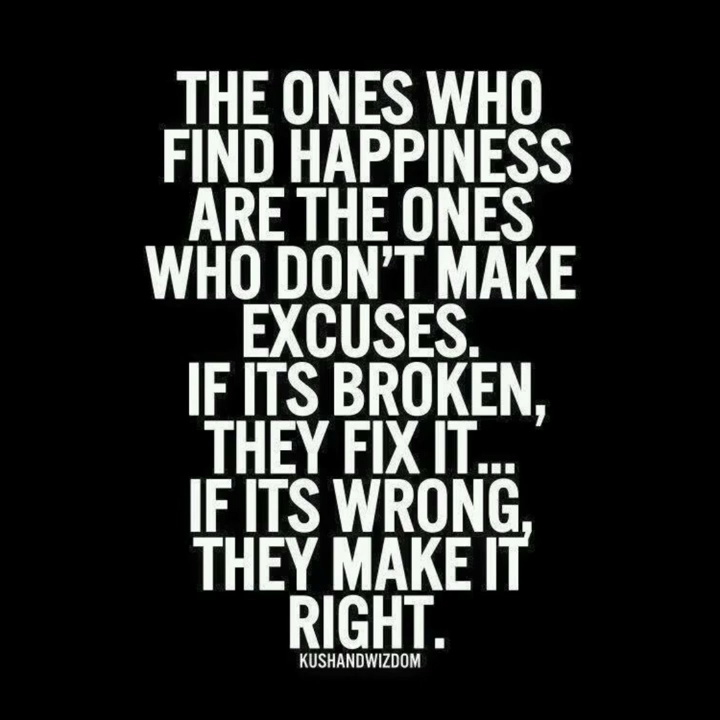 THE ONES WHO
FIND HAPPINESS
ARE THE ONES
WHO DON'T MAKE
EXCUSES.
IF ITS BROKEN,
THEY FIX IT...
IF ITS WRONG,
THEY MAKE IT
RIGHT.
KUSHANDWIZDOM